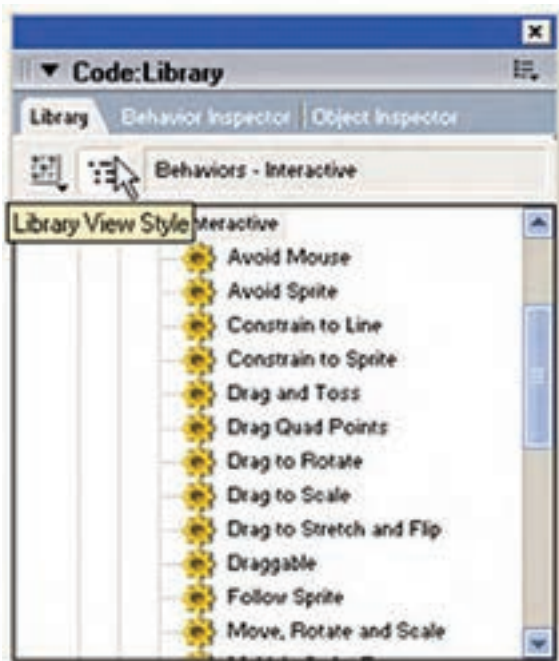 Code:Library
Library Behavior Inspector Object Inspector
Behaviors - Interactive
Library View Style
Avoid Mouse
Avoid Sprite
Constrain to Line
Constrain to Sprite
Drag and Toss
Drag Quad Points
Drag to Rotate
Drag to Scale
Drag to Stretch and Flip
Draggable
Follow Sprite
Move, Rotate and Scale